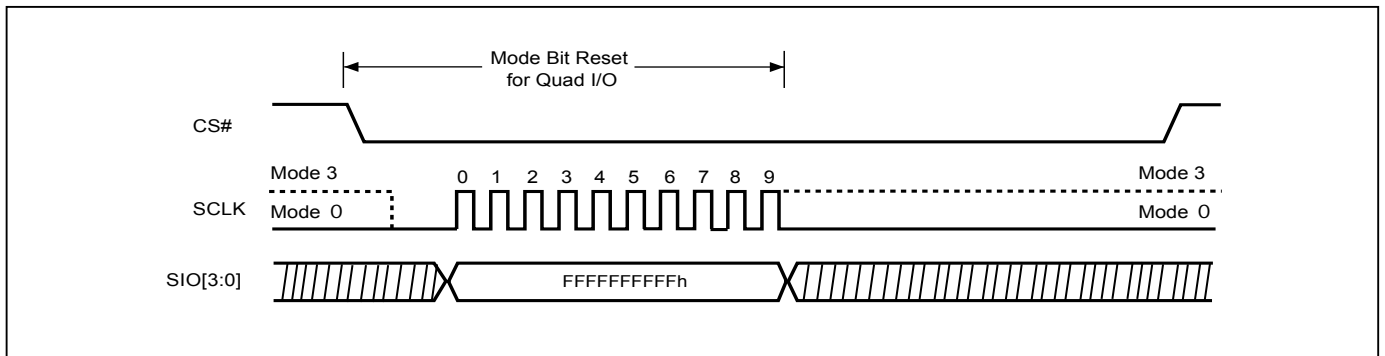 Mode Bit Reset
for Quad I/O
CS#
Mode 3
0 1 2 3 4 5 6 7 8 9
Mode 3
SCLK
Mode 0
Mode 0
SIO[3:0]
FFFFFFFFFFh